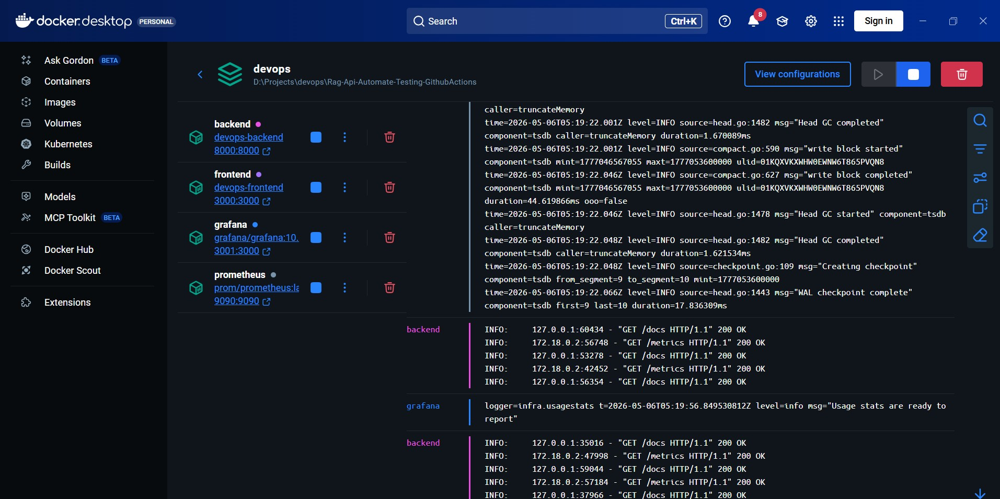 docker.desktop PERSONAL
Search
Ctrl+K
8
Sign in
Ask Gordon BETA
Containers
Images
Volumes
Kubernetes
Builds
Models
MCP Toolkit BETA
Docker Hub
Docker Scout
Extensions
devops
D:\Projects\devops\Rag-Api-Automate-Testing-GithubActions
View configurations
backend
devops-backend
8000:8000
frontend
devops-frontend
3000:3000
grafana
grafana/grafana:10.
3001:3000
prometheus
prom/prometheus:la
9090:9090
caller=truncateMemory
time=2026-05-06T05:19:22.001Z level=INFO source=head.go:1482 msg="Head GC completed"
component=tsdb caller=truncateMemory duration=1.670089ms
time=2026-05-06T05:19:22.001Z level=INFO source=compact.go:590 msg="write block started"
component=tsdb mint=1777046567055 maxt=1777053600000 ulid=01KQXVKXWHW0EWNW6T865PVQN8
time=2026-05-06T05:19:22.046Z level=INFO source=compact.go:627 msg="write block completed"
component=tsdb mint=1777046567055 maxt=1777053600000 ulid=01KQXVKXWHW0EWNW6T865PVQN8
duration=44.619866ms ooo=false
time=2026-05-06T05:19:22.046Z level=INFO source=head.go:1478 msg="Head GC started" component=tsdb
caller=truncateMemory
time=2026-05-06T05:19:22.048Z level=INFO source=head.go:1482 msg="Head GC completed"
component=tsdb caller=truncateMemory duration=1.621534ms
time=2026-05-06T05:19:22.048Z level=INFO source=checkpoint.go:109 msg="Creating checkpoint"
component=tsdb from_segment=9 to_segment=10 mint=1777053600000
time=2026-05-06T05:19:22.066Z level=INFO source=head.go:1443 msg="WAL checkpoint complete"
component=tsdb first=9 last=10 duration=17.836309ms
backend
INFO: 127.0.0.1:60434 - "GET /docs HTTP/1.1" 200 OK
INFO: 172.18.0.2:56748 - "GET /metrics HTTP/1.1" 200 OK
INFO: 127.0.0.1:53278 - "GET /docs HTTP/1.1" 200 OK
INFO: 172.18.0.2:42452 - "GET /metrics HTTP/1.1" 200 OK
INFO: 127.0.0.1:56354 - "GET /docs HTTP/1.1" 200 OK
grafana
logger=infra.usagestats t=2026-05-06T05:19:56.849530812Z level=info msg="Usage stats are ready to
report"
backend
INFO: 127.0.0.1:35016 - "GET /docs HTTP/1.1" 200 OK
INFO: 172.18.0.2:47998 - "GET /metrics HTTP/1.1" 200 OK
INFO: 127.0.0.1:59044 - "GET /docs HTTP/1.1" 200 OK
INFO: 172.18.0.2:57184 - "GET /metrics HTTP/1.1" 200 OK
INFO: 127.0.0.1:37966 - "GET /docs HTTP/1.1" 200 OK